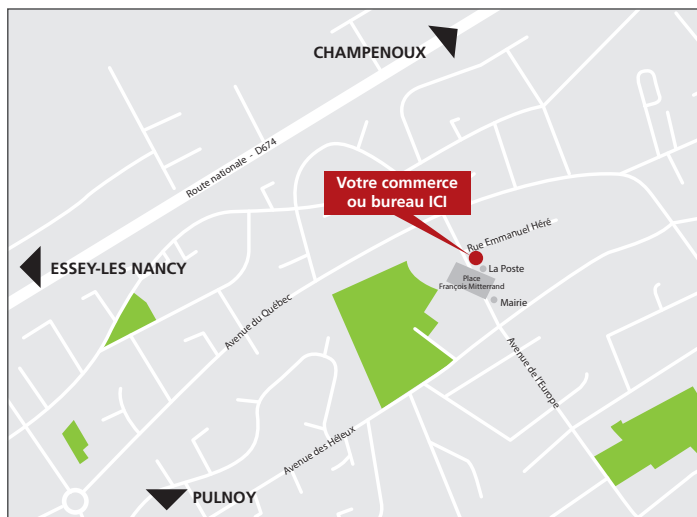 CHAMPENOUX
Route nationale - D674
Votre commerce
ou bureau ICI
Rue Emmanuel Héré
ESSEY-LES NANCY
La Poste
Place
François Mitterrand
Mairie
Avenue du Québec
Avenue de l'Europe
Avenue des Héleux
PULNOY